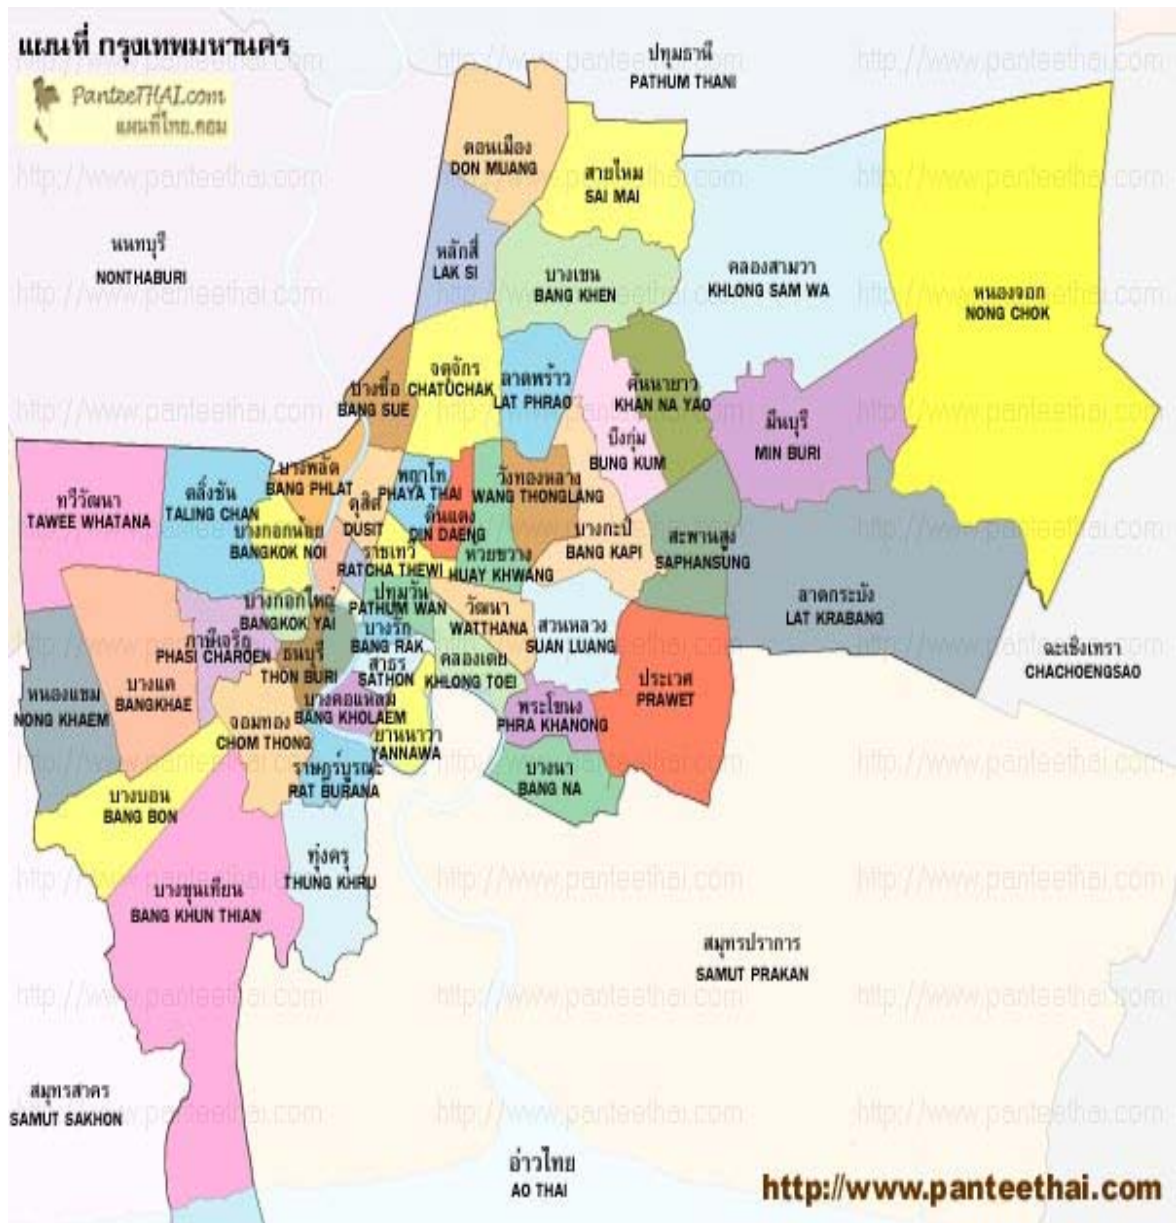 แผนที่ กรุงเทพมหานคร
PanteeTHAI.com
แผนที่ไทย.คอม
ปทุมธานี
PATHUM THANI
ดอนเมือง
DON MUANG
สายไหม
SAI MAI
นนทบุรี
NONTHABURI
หลักสี่
LAK SI
บางเขน
BANG KHEN
คลองสามวา
KHLONG SAM WA
หนองจอก
NONG CHOK
บางซื่อ
BANG SUE
จตุจักร
CHATUCHAK
ลาดพร้าว
LAT PHRAO
คันนายาว
KHAN NA YAO
บึงกุ่ม
BUNG KUM
มีนบุรี
MIN BURI
ทวีวัฒนา
TAWEE WHATANA
ตลิ่งชัน
TALING CHAN
บางพลัด
BANG PHLAT
ดุสิต
DUSIT
พญาไท
PHAYA THAI
วังทองหลาง
WANG THONGLANG
ดินแดง
DIN DAENG
บางกอกน้อย
BANGKOK NOI
ราชเทวี
RATCHA THEWI
ห้วยขวาง
HUAY KHWANG
บางกะปิ
BANG KAPI
สะพานสูง
SAPHANSUNG
ลาดกระบัง
LAT KRABANG
บางกอกใหญ่
BANGKOK YAI
ปทุมวัน
PATHUM WAN
วัฒนา
WATTHANA
สวนหลวง
SUAN LUANG
ภาษีเจริญ
PHASI CHAROEN
ธนบุรี
THON BURI
บางรัก
BANG RAK
สาธร
SATHON
คลองเตย
KHLONG TOEI
ประเวศ
PRAWET
ฉะเชิงเทรา
CHACHOENGSAO
หนองแขม
NONG KHAEM
บางแค
BANGKHAE
จอมทอง
CHOM THONG
บางคอแหลม
BANG KHOLAEM
ยานนาวา
YANNAWA
พระโขนง
PHRA KHANONG
ราษฎร์บูรณะ
RAT BURANA
บางนา
BANG NA
บางบอน
BANG BON
ทุ่งครุ
THUNG KHRU
บางขุนเทียน
BANG KHUN THIAN
สมุทรปราการ
SAMUT PRAKAN
สมุทรสาคร
SAMUT SAKHON
อ่าวไทย
AO THAI
http://www.panteethai.com